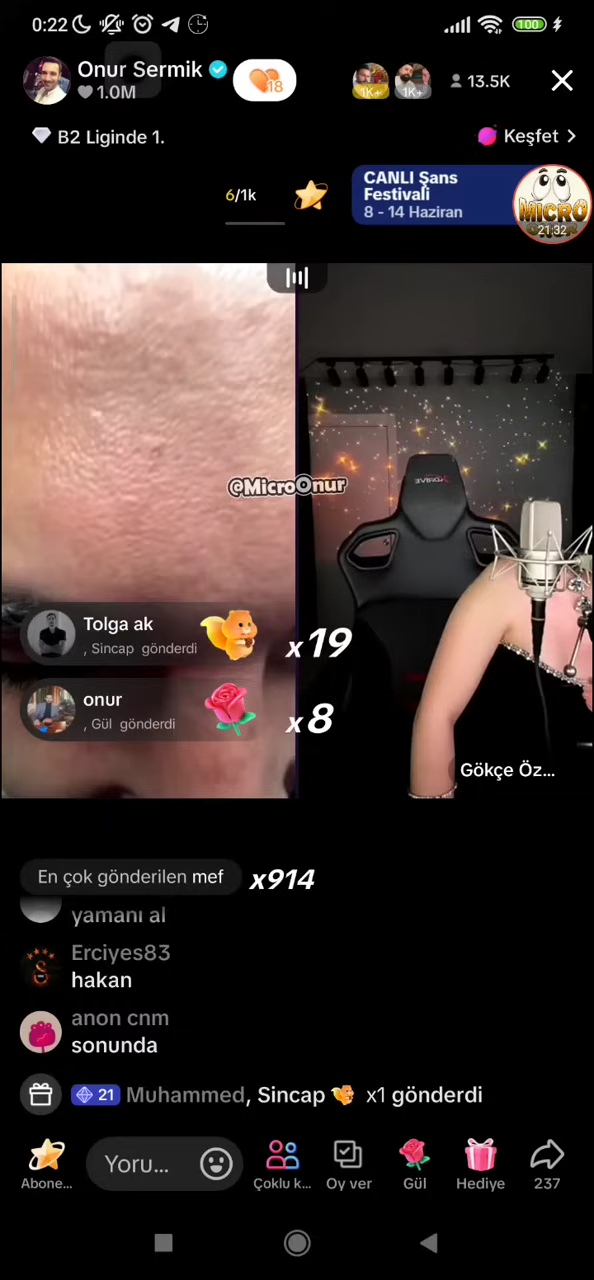 0:22
100
Onur Sermik
1.0M
18
1K+
1K+
13.5K
B2 Liginde 1.
Keşfet
6/1k
CANLI Şans
Festivali
8 - 14 Haziran
MICRO
21:32
@MicroOnur
Tolga ak
, Sincap gönderdi
x19
onur
, Gül gönderdi
x8
Gökçe Öz...
En çok gönderilen mef
x914
yamanı al
Erciyes83
hakan
anon cnm
sonunda
21 Muhammed, Sincap x1 gönderdi
Yoru...
Abone...
Çoklu k...
Oy ver
Gül
Hediye
237